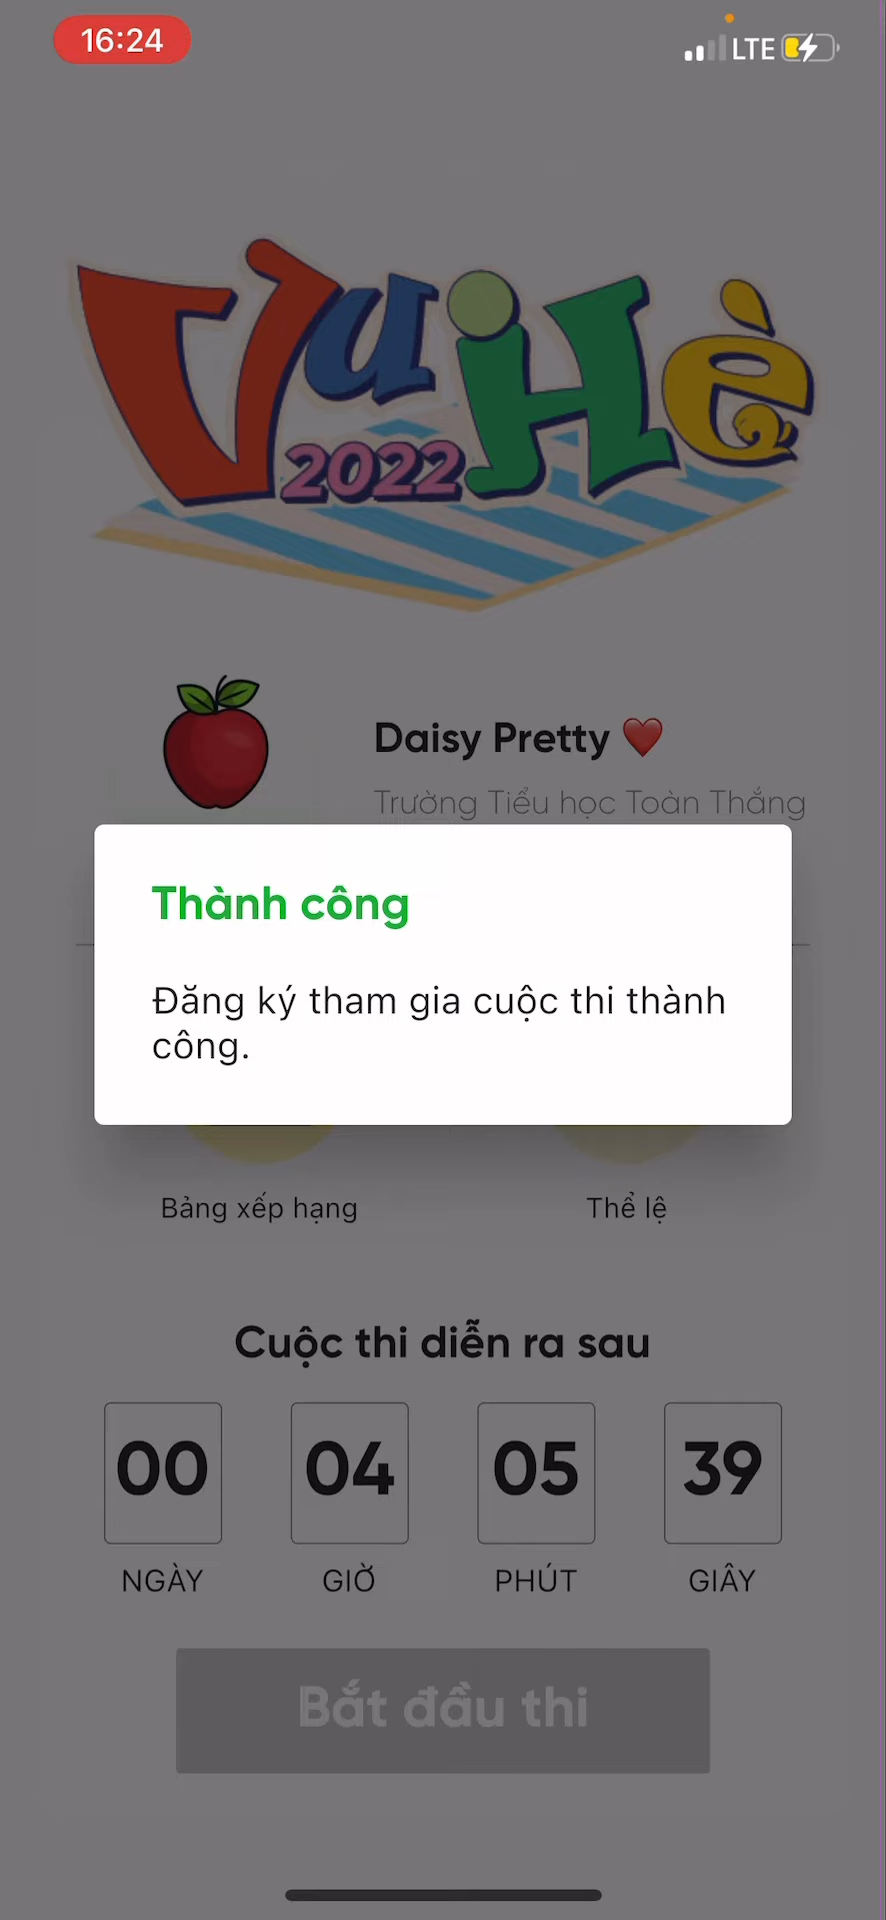 16:24
LTE
Vui Hè
2022
Daisy Pretty ❤️
Trường Tiểu học Toàn Thắng
Thành công
Đăng ký tham gia cuộc thi thành
công.
Bảng xếp hạng
Thể lệ
Cuộc thi diễn ra sau
00 04 05 39
NGÀY GIỜ PHÚT GIÂY
Bắt đầu thi